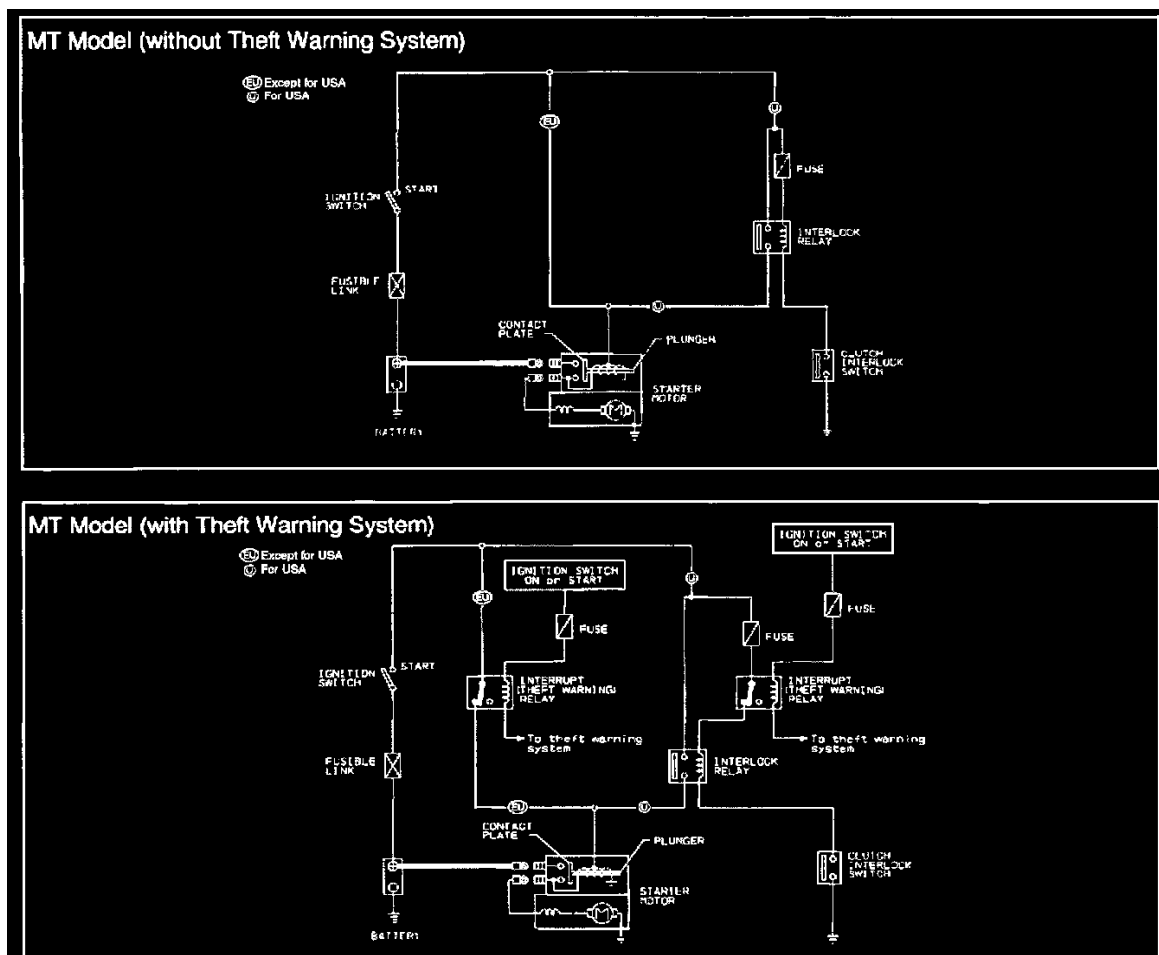 MT Model (without Theft Warning System)
EU Except for USA
U For USA
EU
U
FUSE
IGNITION
SWITCH
START
INTERLOCK
RELAY
FUSIBLE
LINK
U
CONTACT
PLATE
PLUNGER
CLUTCH
INTERLOCK
SWITCH
STARTER
MOTOR
M
BATTERY
MT Model (with Theft Warning System)
EU Except for USA
U For USA
IGNITION SWITCH
ON or START
IGNITION SWITCH
ON or START
U
EU
FUSE
FUSE
FUSE
IGNITION
SWITCH
START
INTERRUPT
(THEFT WARNING)
RELAY
INTERRUPT
(THEFT WARNING)
RELAY
To theft warning
system
To theft warning
system
FUSIBLE
LINK
INTERLOCK
RELAY
EU
U
CONTACT
PLATE
PLUNGER
CLUTCH
INTERLOCK
SWITCH
STARTER
MOTOR
M
BATTERY